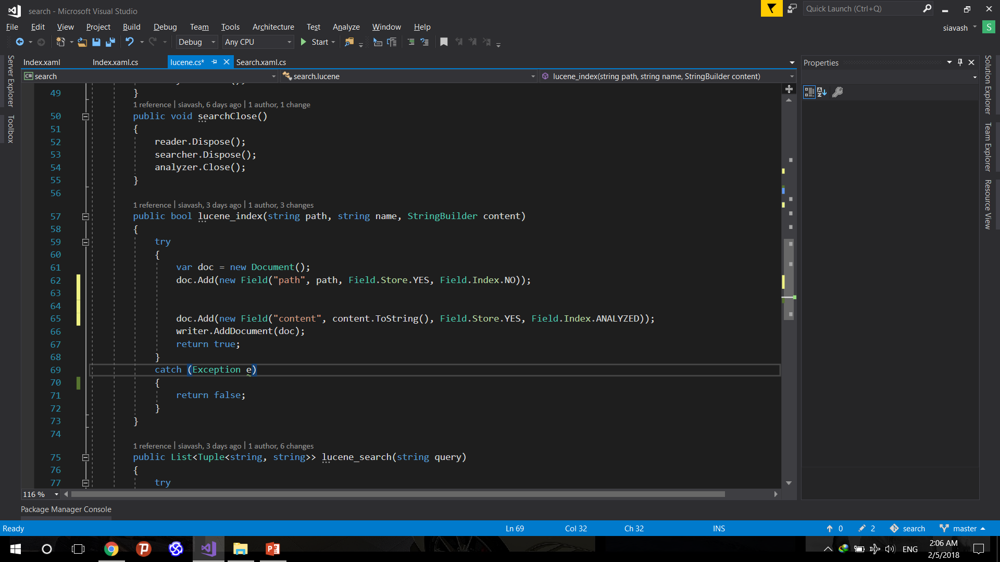 search - Microsoft Visual Studio
Quick Launch (Ctrl+Q)
File Edit View Project Build Debug Team Tools Architecture Test Analyze Window Help
siavash S
Debug Any CPU Start
Server Explorer
Toolbox
Index.xaml Index.xaml.cs lucene.cs* Search.xaml.cs
C# search search.lucene lucene_index(string path, string name, StringBuilder content)
49 }
1 reference | siavash, 6 days ago | 1 author, 1 change
50 public void searchClose()
51 {
52 reader.Dispose();
53 searcher.Dispose();
54 analyzer.Close();
55 }
56
1 reference | siavash, 3 days ago | 1 author, 3 changes
57 public bool lucene_index(string path, string name, StringBuilder content)
58 {
59 try
60 {
61 var doc = new Document();
62 doc.Add(new Field("path", path, Field.Store.YES, Field.Index.NO));
63
64
65 doc.Add(new Field("content", content.ToString(), Field.Store.YES, Field.Index.ANALYZED));
66 writer.AddDocument(doc);
67 return true;
68 }
69 catch (Exception e)
70 {
71 return false;
72 }
73 }
74
1 reference | siavash, 3 days ago | 1 author, 6 changes
75 public List<Tuple<string, string>> lucene_search(string query)
76 {
77 try
116 %
Properties
Solution Explorer
Team Explorer
Resource View
Package Manager Console
Ready Ln 69 Col 32 Ch 32 INS 0 2 search master
ENG 2:06 AM
2/5/2018